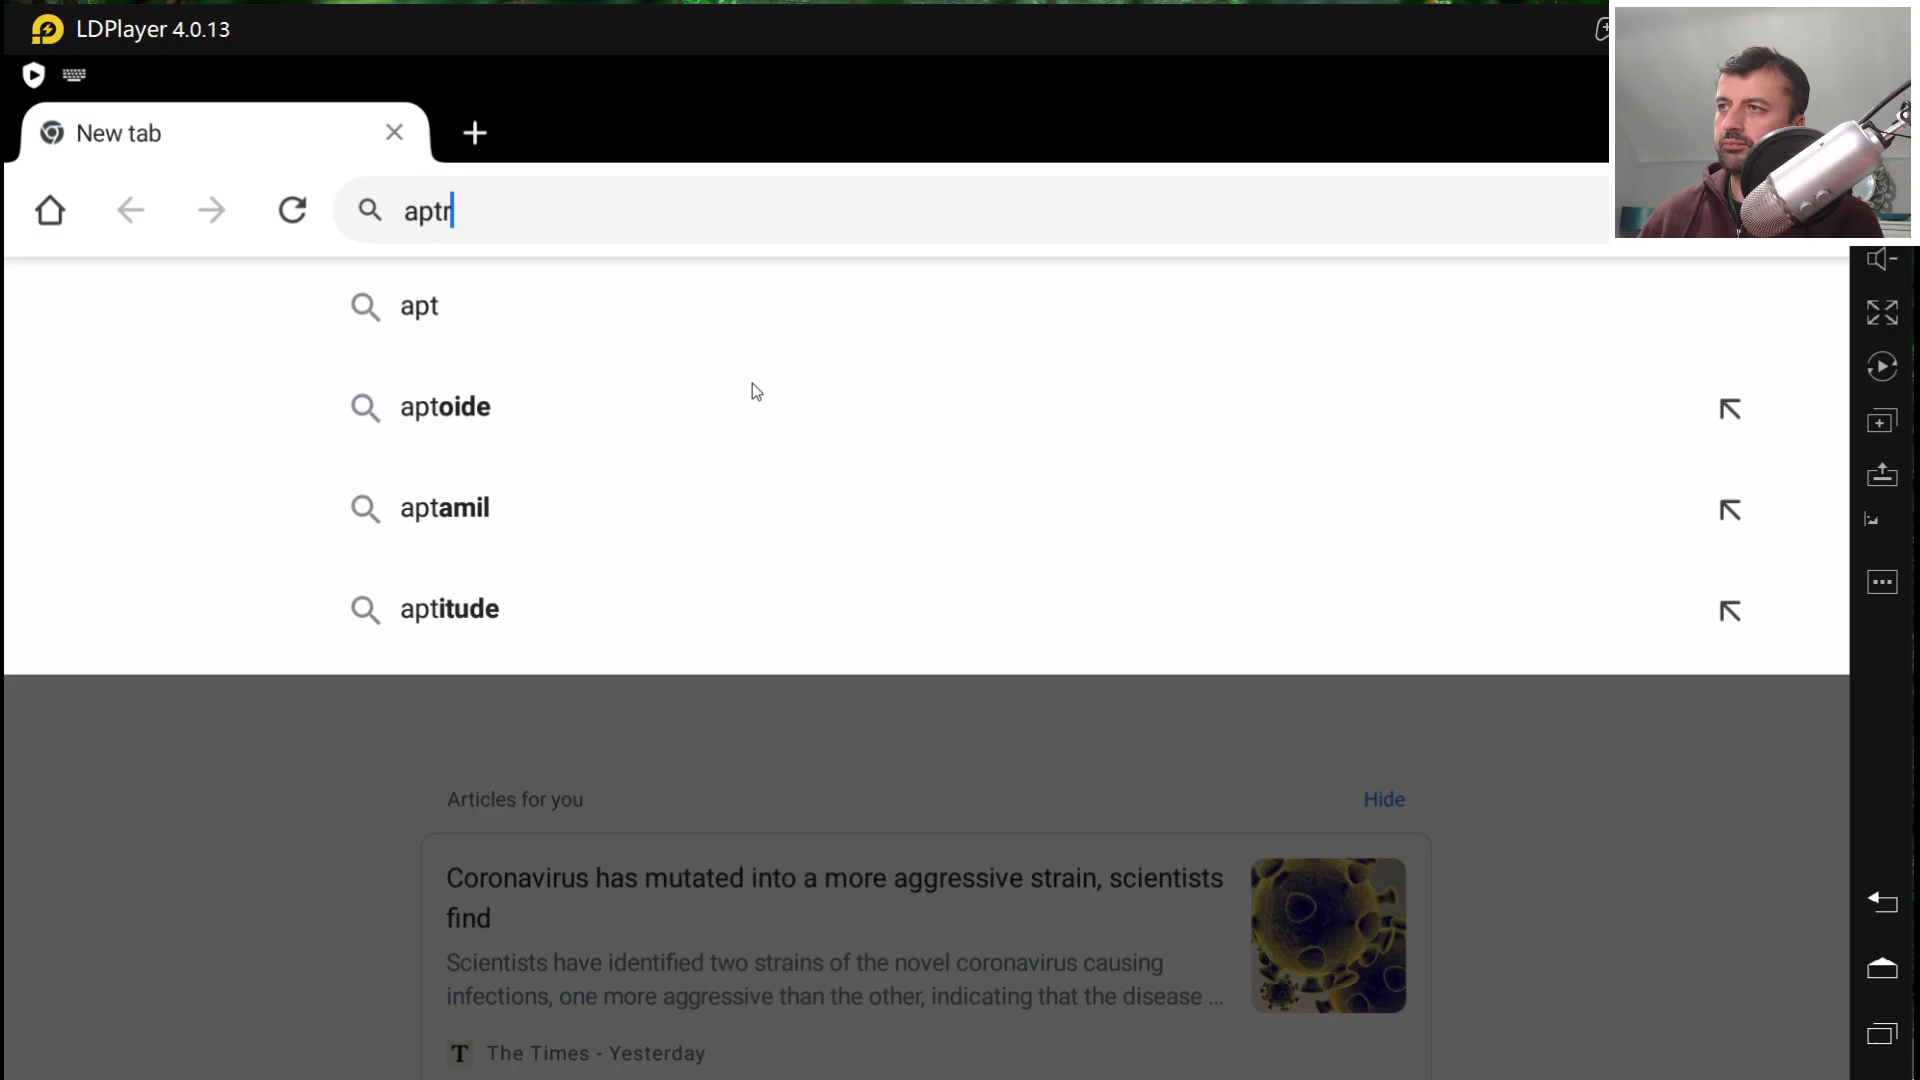 LDPlayer 4.0.13
New tab
aptr
apt
aptoide
aptamil
aptitude
Articles for you
Hide
Coronavirus has mutated into a more aggressive strain, scientists
find
Scientists have identified two strains of the novel coronavirus causing
infections, one more aggressive than the other, indicating that the disease ...
T The Times - Yesterday